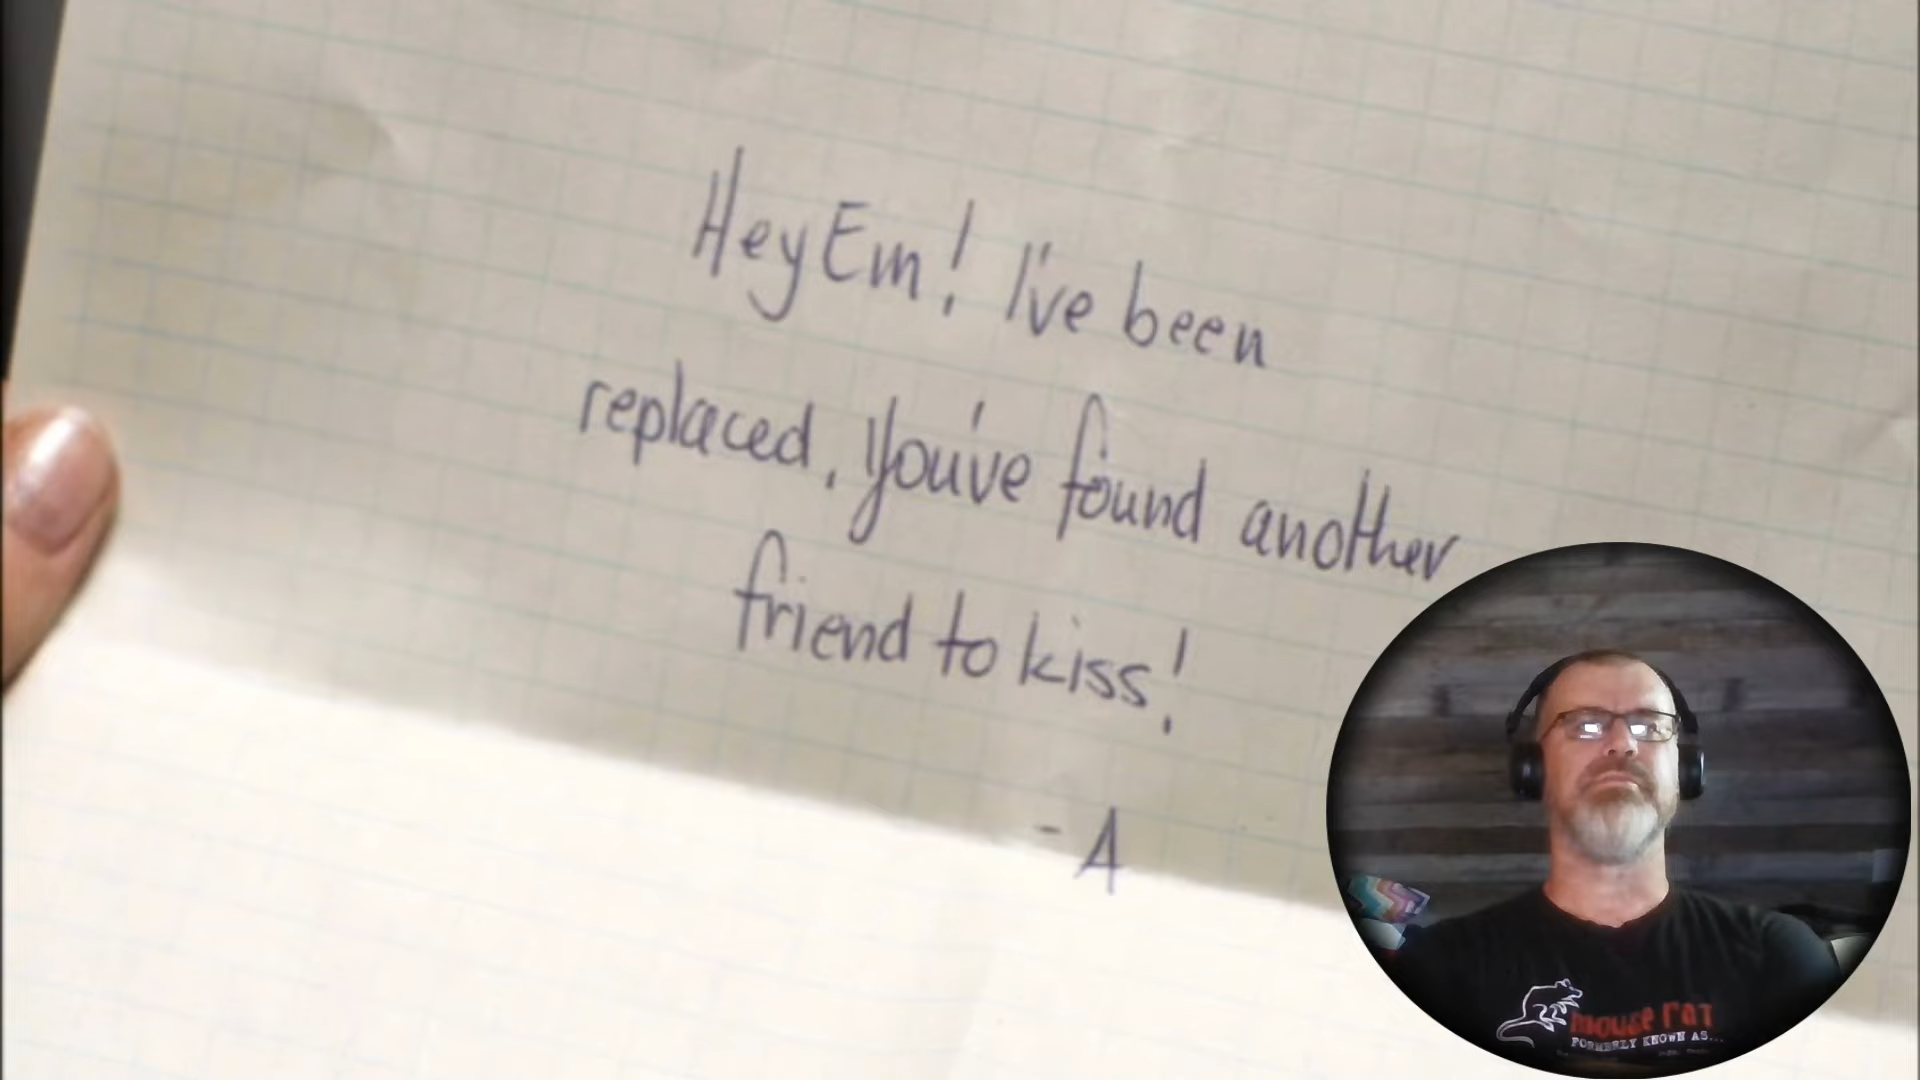 Hey Em! I've been
replaced, You've found another
friend to kiss!
- A
mouse rat
FORMERLY KNOWN AS...